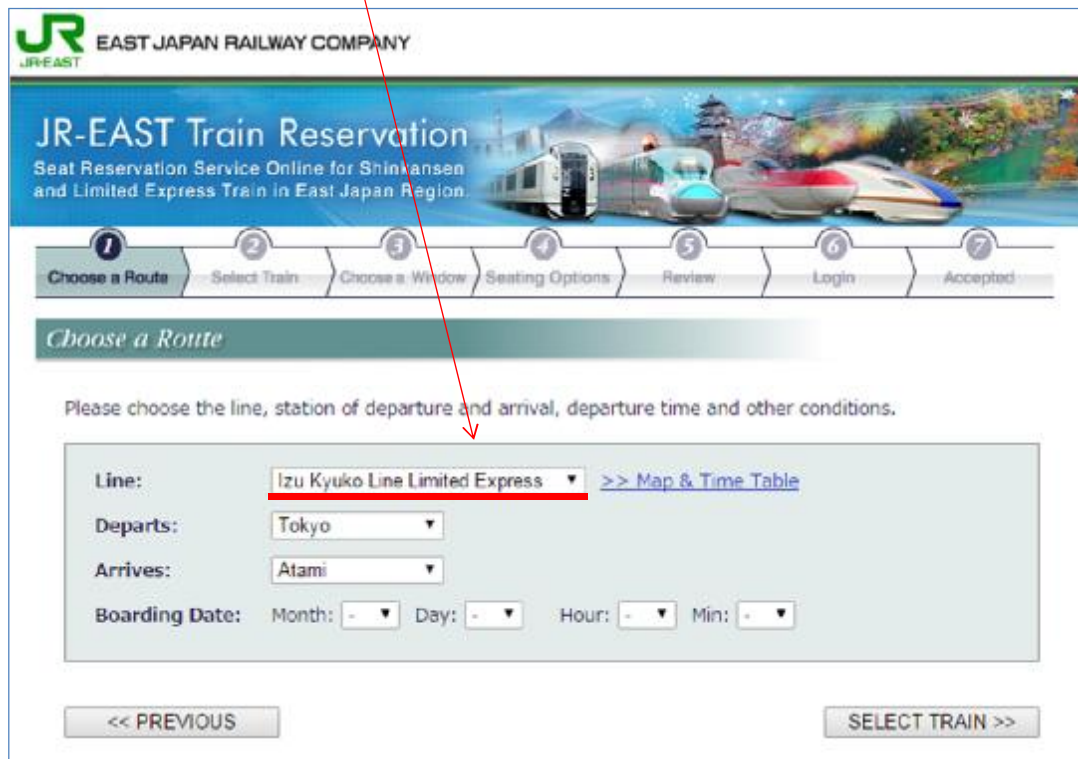 JR EAST JAPAN RAILWAY COMPANY
JR-EAST
JR-EAST Train Reservation
Seat Reservation Service Online for Shinkansen
and Limited Express Train in East Japan Region.
1 2 3 4 5 6 7
Choose a Route Select Train Choose a Window Seating Options Review Login Accepted
Choose a Route
Please choose the line, station of departure and arrival, departure time and other conditions.
Line: Izu Kyuko Line Limited Express >> Map & Time Table
Departs: Tokyo
Arrives: Atami
Boarding Date: Month: - Day: - Hour: - Min: -
<< PREVIOUS SELECT TRAIN >>